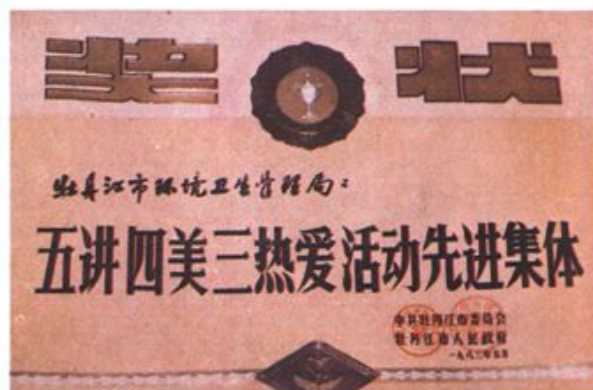 奖状
牡丹江市环境卫生管理局：
五讲四美三热爱活动先进集体
中共牡丹江市委员会
牡丹江市人民政府